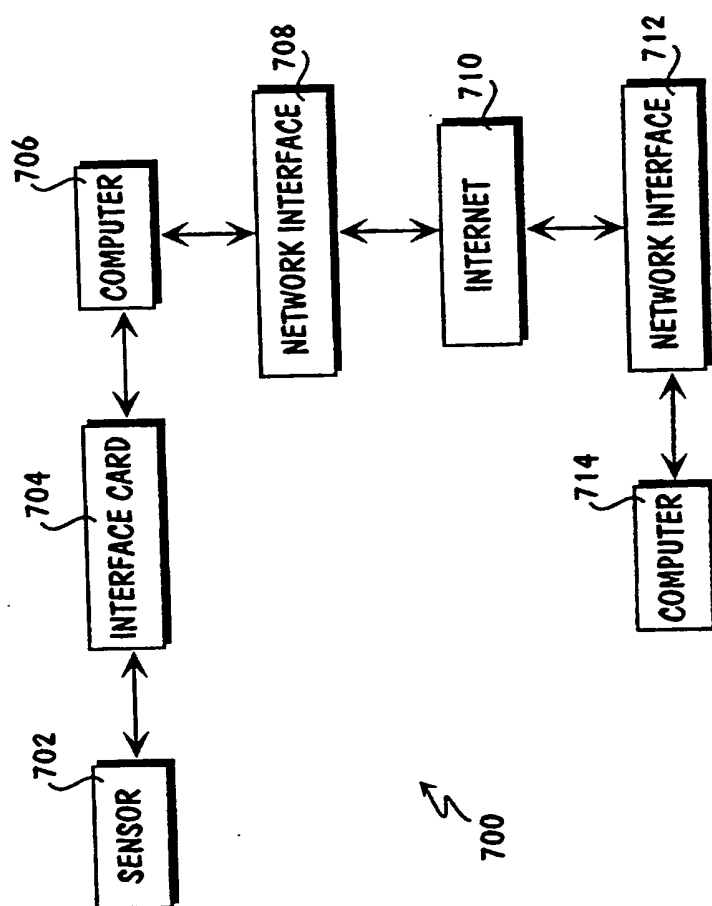 702
SENSOR
704
INTERFACE CARD
706
COMPUTER
708
NETWORK INTERFACE
710
INTERNET
712
NETWORK INTERFACE
714
COMPUTER
700